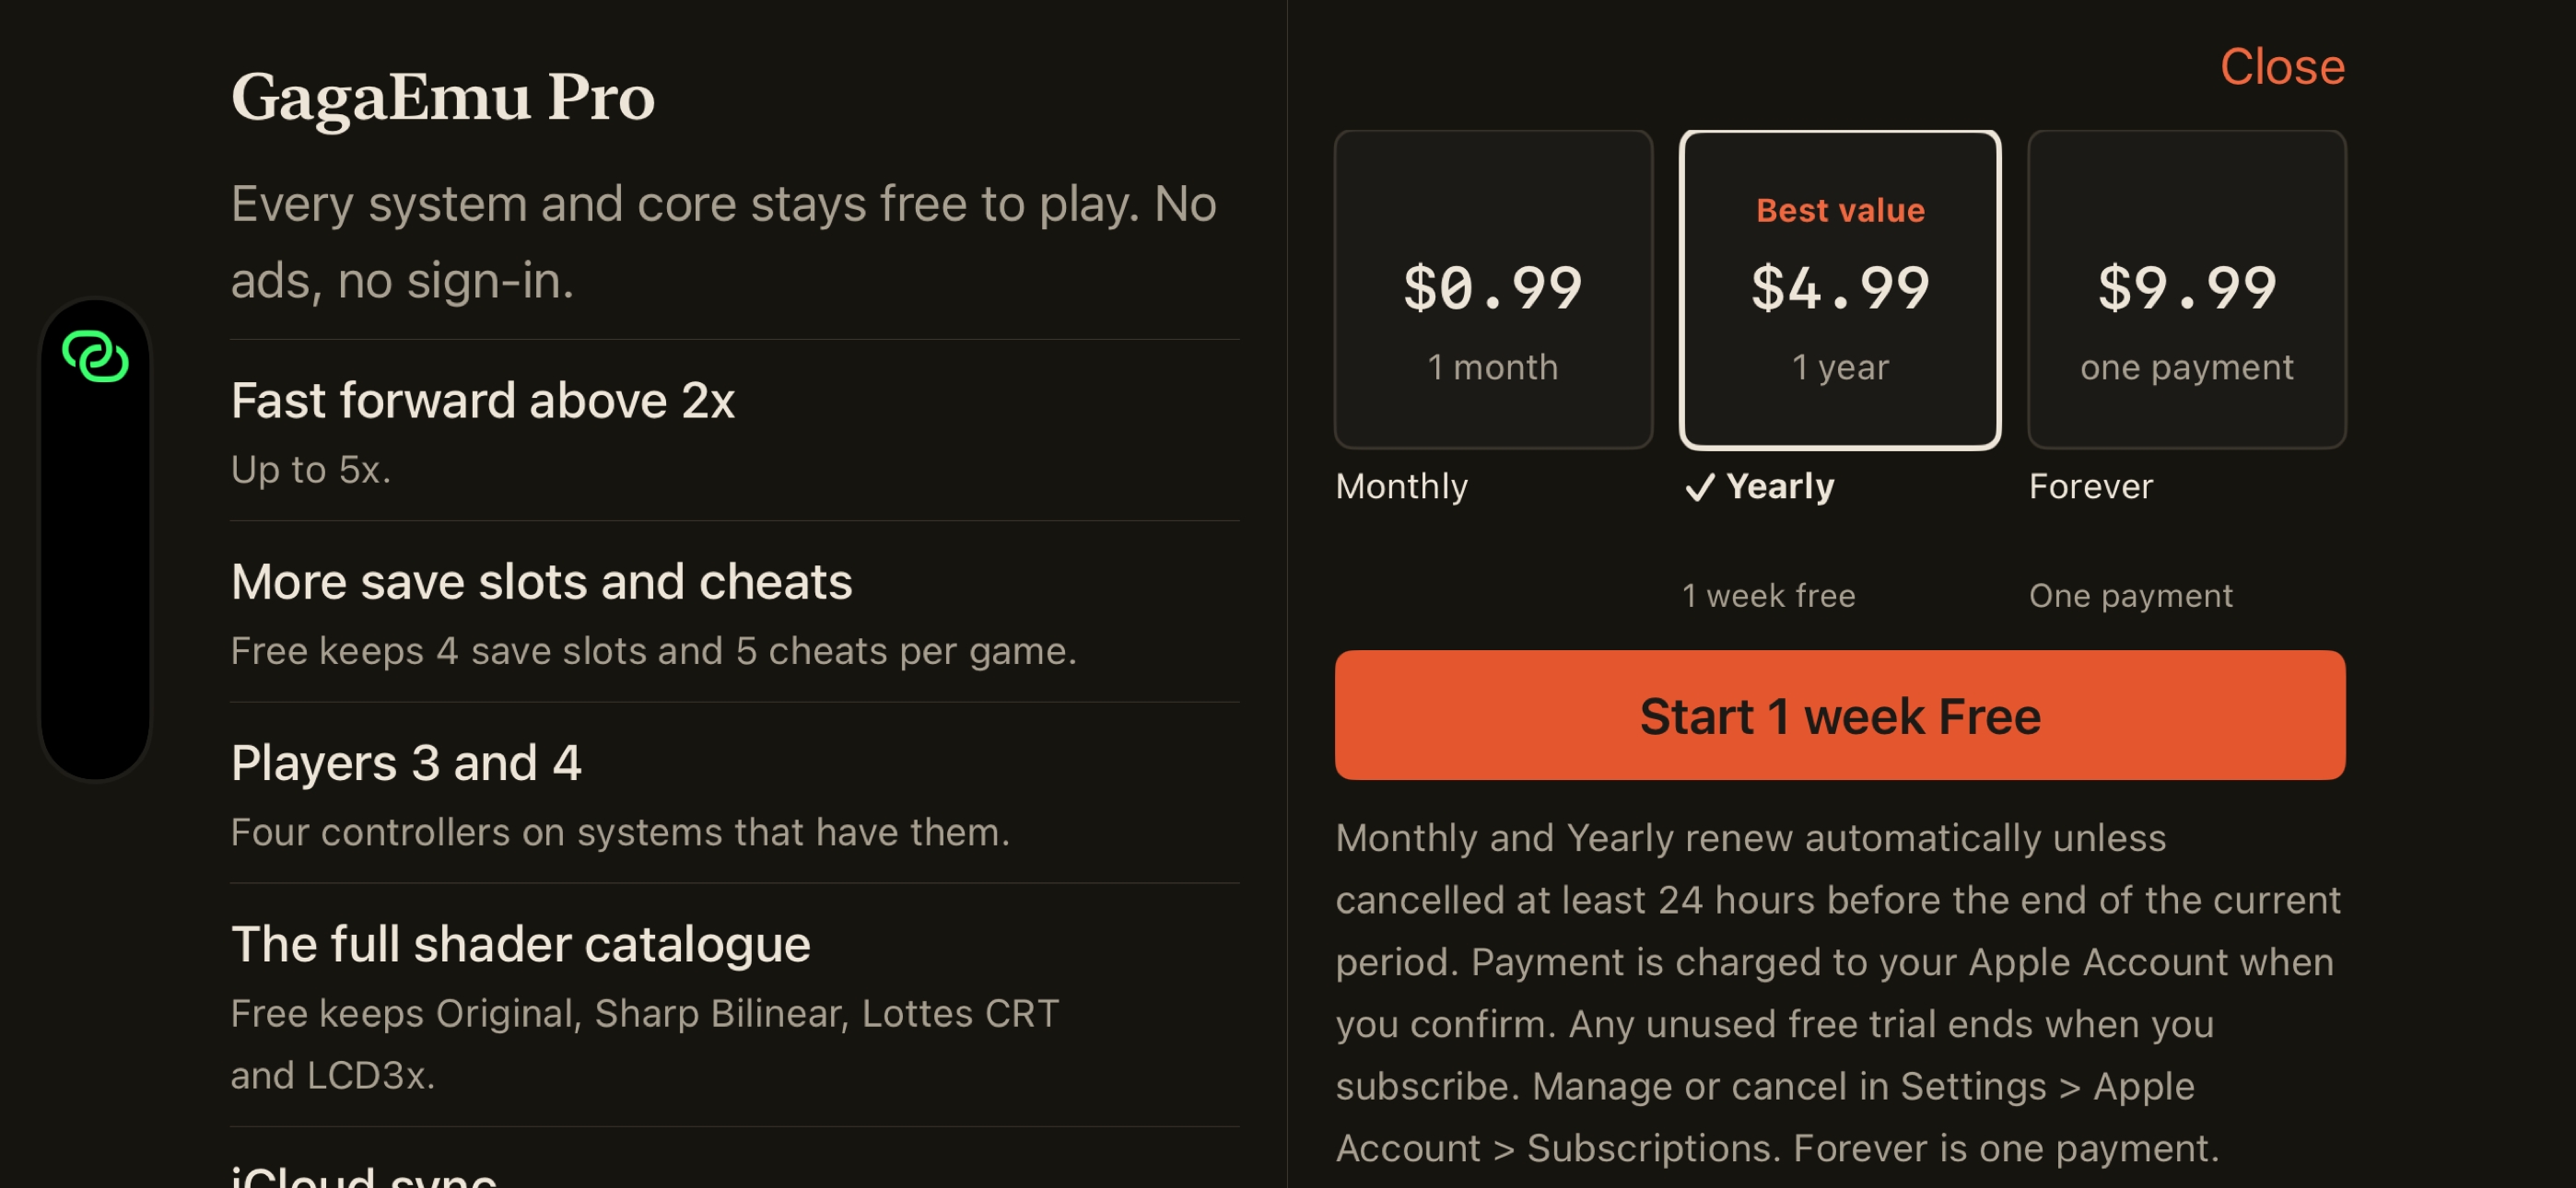 GagaEmu Pro
Every system and core stays free to play. No
ads, no sign-in.
Fast forward above 2x
Up to 5x.
More save slots and cheats
Free keeps 4 save slots and 5 cheats per game.
Players 3 and 4
Four controllers on systems that have them.
The full shader catalogue
Free keeps Original, Sharp Bilinear, Lottes CRT
and LCD3x.
iCloud sync
Close
$0.99
1 month
Monthly
Best value
$4.99
1 year
✓ Yearly
1 week free
$9.99
one payment
Forever
One payment
Start 1 week Free
Monthly and Yearly renew automatically unless
cancelled at least 24 hours before the end of the current
period. Payment is charged to your Apple Account when
you confirm. Any unused free trial ends when you
subscribe. Manage or cancel in Settings > Apple
Account > Subscriptions. Forever is one payment.